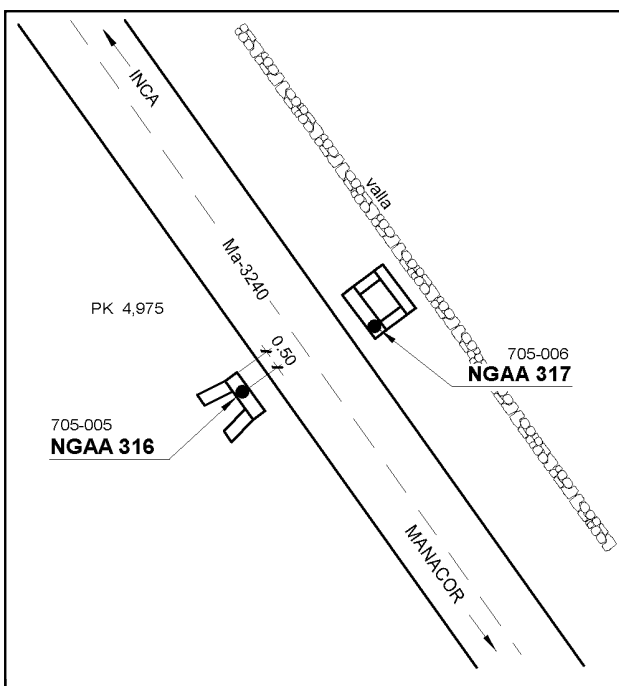 INCA
valla
Ma-3240
PK 4,975
0.50
705-006
NGAA 317
705-005
NGAA 316
MANACOR